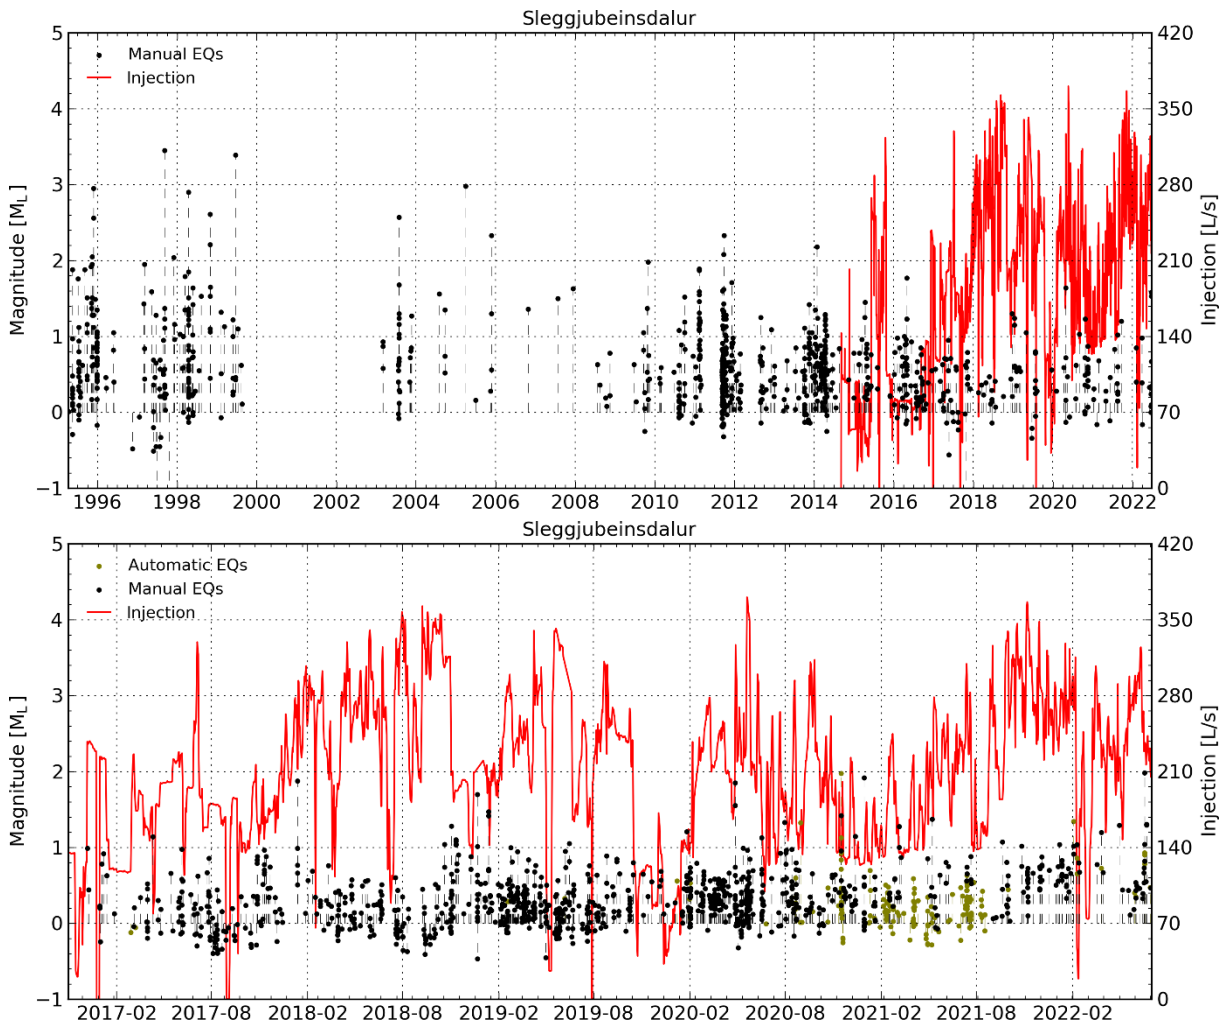 Sleggjubeinsdalur
5 420
Manual EQs
Injection
4 350
3 280
Magnitude [M_L] Injection [L/s]
2 210
1 140
0 70
−1 0
1996 1998 2000 2002 2004 2006 2008 2010 2012 2014 2016 2018 2020 2022
Sleggjubeinsdalur
5 420
Automatic EQs
Manual EQs
Injection
4 350
3 280
Magnitude [M_L] Injection [L/s]
2 210
1 140
0 70
−1 0
2017-02 2017-08 2018-02 2018-08 2019-02 2019-08 2020-02 2020-08 2021-02 2021-08 2022-02